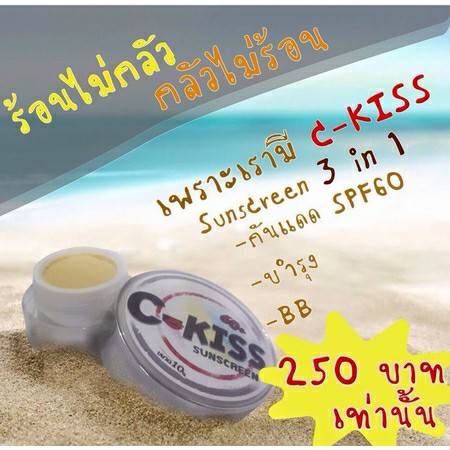 ร้อนไม่กลัว
กลัวไม่ร้อน
เพราะเรามี C-KISS
Sunscreen 3 in 1
-กันแดด SPF60
-บำรุง
-BB
60+
C-KISS
SUNSCREEN
250 บาท
เท่านั้น